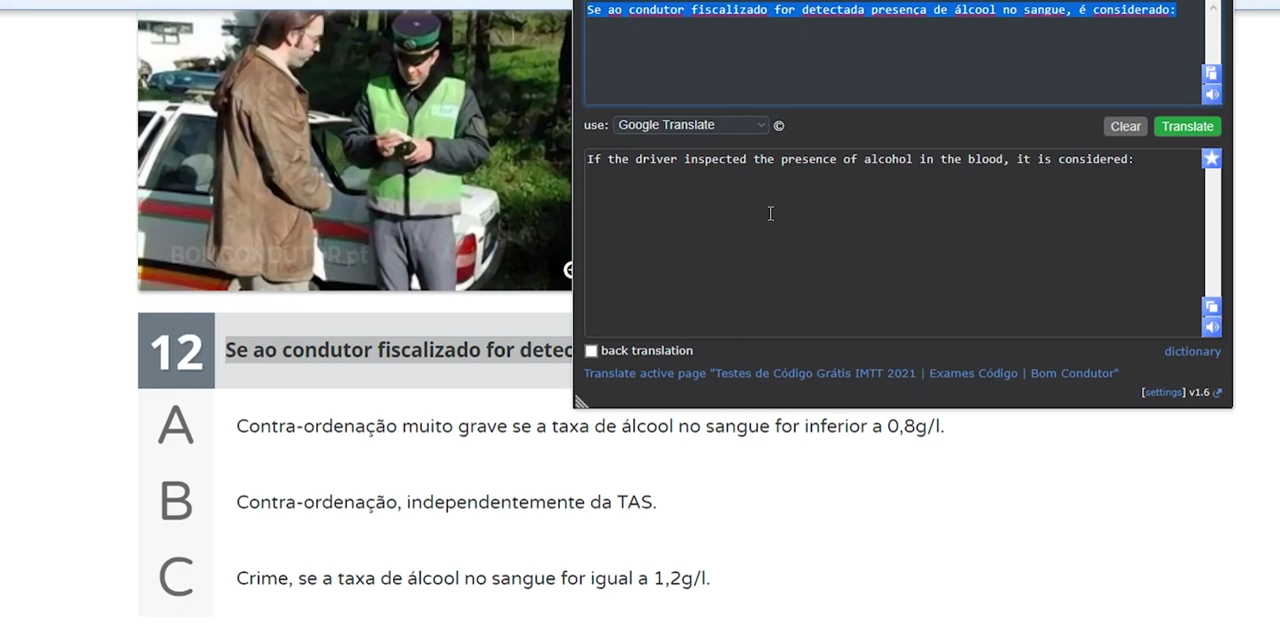 Se ao condutor fiscalizado for detectada presença de álcool no sangue, é considerado:
use: Google Translate ©
Clear
Translate
If the driver inspected the presence of alcohol in the blood, it is considered:
BOMCONDUTOR.pt
back translation
dictionary
Translate active page "Testes de Código Grátis IMTT 2021 | Exames Código | Bom Condutor"
[settings] v1.6
12 Se ao condutor fiscalizado for detec
A Contra-ordenação muito grave se a taxa de álcool no sangue for inferior a 0,8g/l.
B Contra-ordenação, independentemente da TAS.
C Crime, se a taxa de álcool no sangue for igual a 1,2g/l.